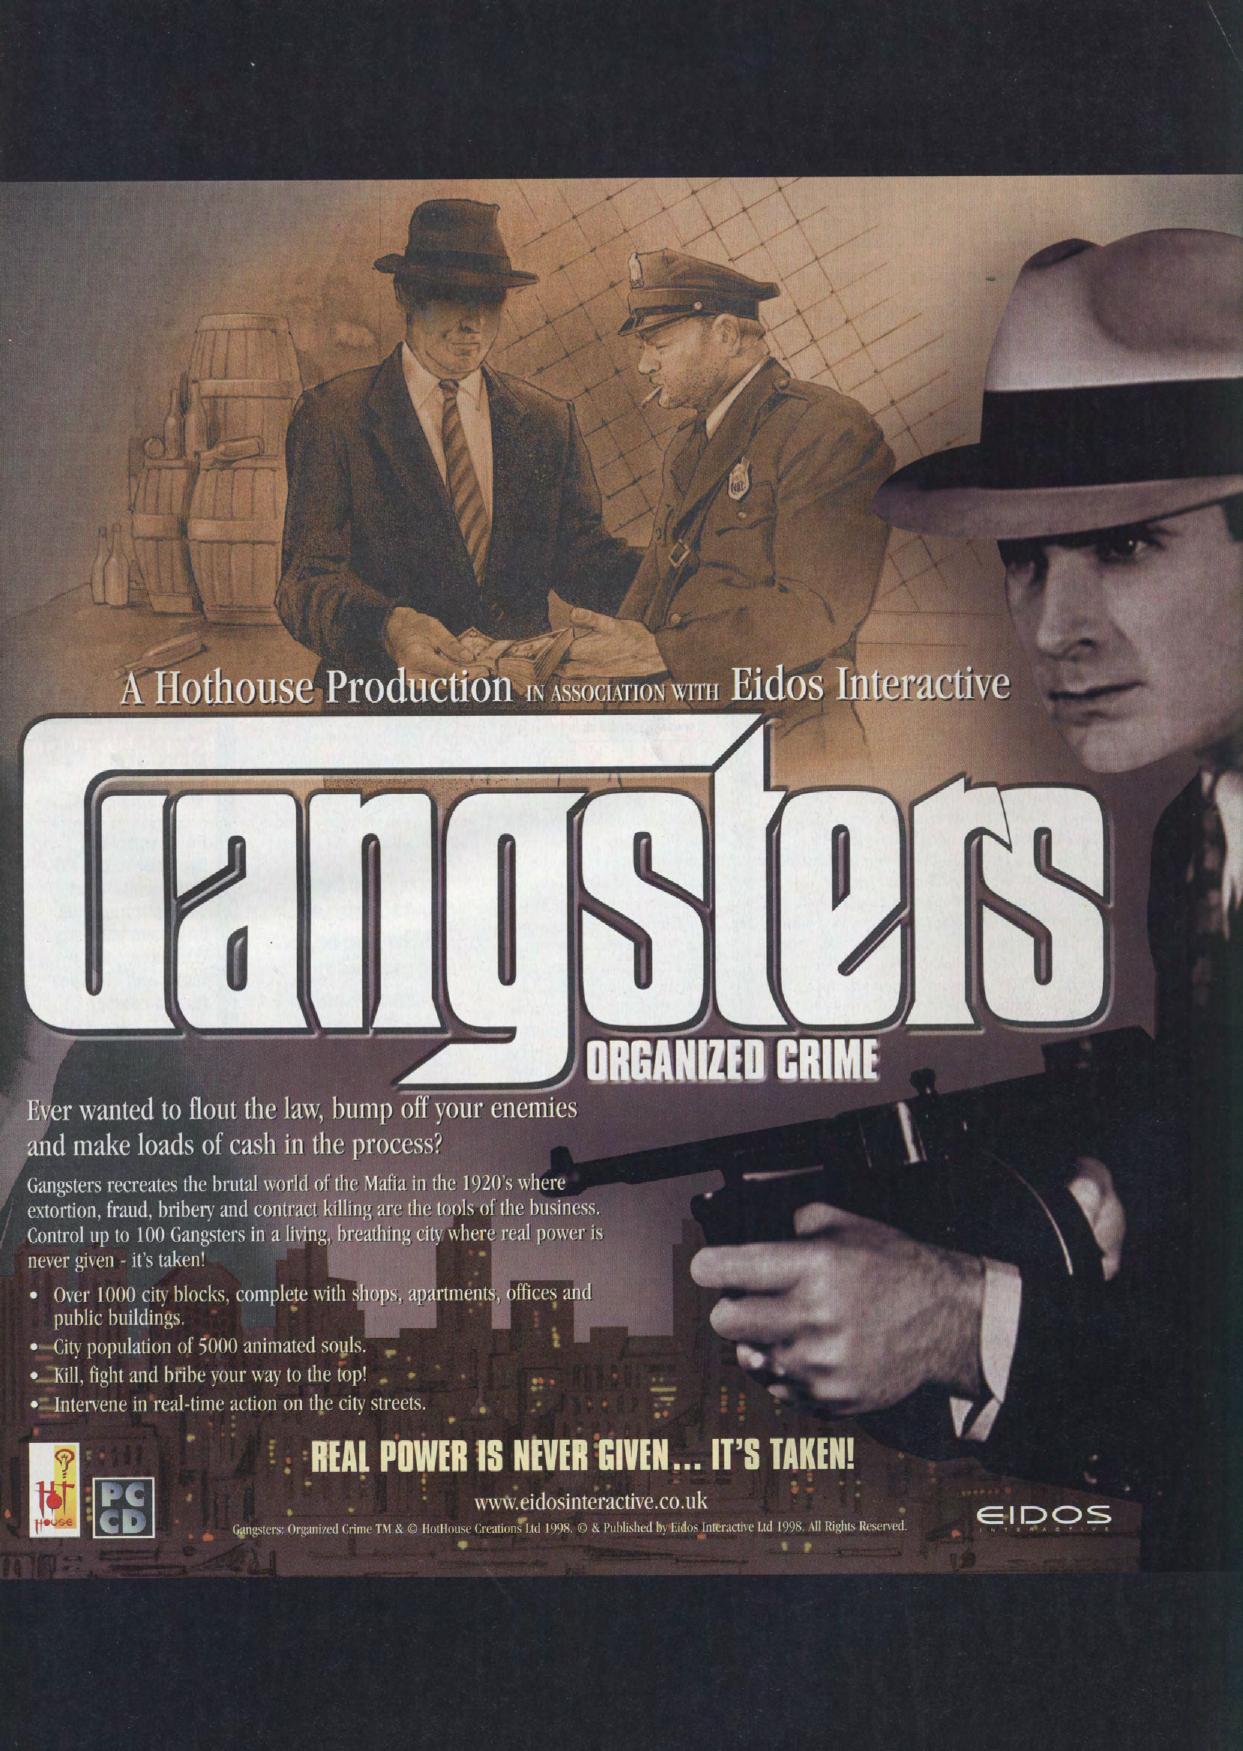 A Hothouse Production IN ASSOCIATION WITH Eidos Interactive
Gangsters
ORGANIZED CRIME
Ever wanted to flout the law, bump off your enemies
and make loads of cash in the process?
Gangsters recreates the brutal world of the Mafia in the 1920's where
extortion, fraud, bribery and contract killing are the tools of the business.
Control up to 100 Gangsters in a living, breathing city where real power is
never given - it's taken!
• Over 1000 city blocks, complete with shops, apartments, offices and
public buildings.
• City population of 5000 animated souls.
• Kill, fight and bribe your way to the top!
• Intervene in real-time action on the city streets.
REAL POWER IS NEVER GIVEN... IT'S TAKEN!
www.eidosinteractive.co.uk
Gangsters: Organized Crime TM & © HotHouse Creations Ltd 1998. © & Published by Eidos Interactive Ltd 1998. All Rights Reserved.
Hot
House
PC
CD
EIDOS
INTERACTIVE